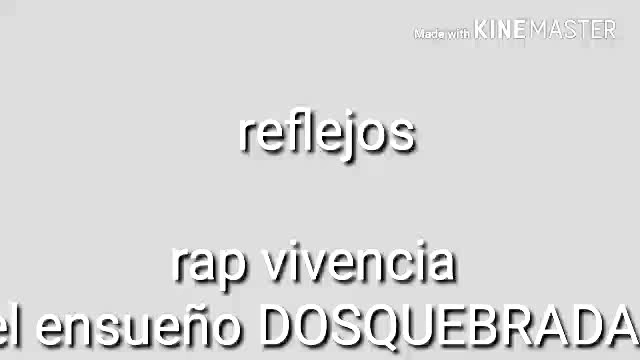 Made with KINEMASTER
reflejos
rap vivencia
el ensueño DOSQUEBRADA